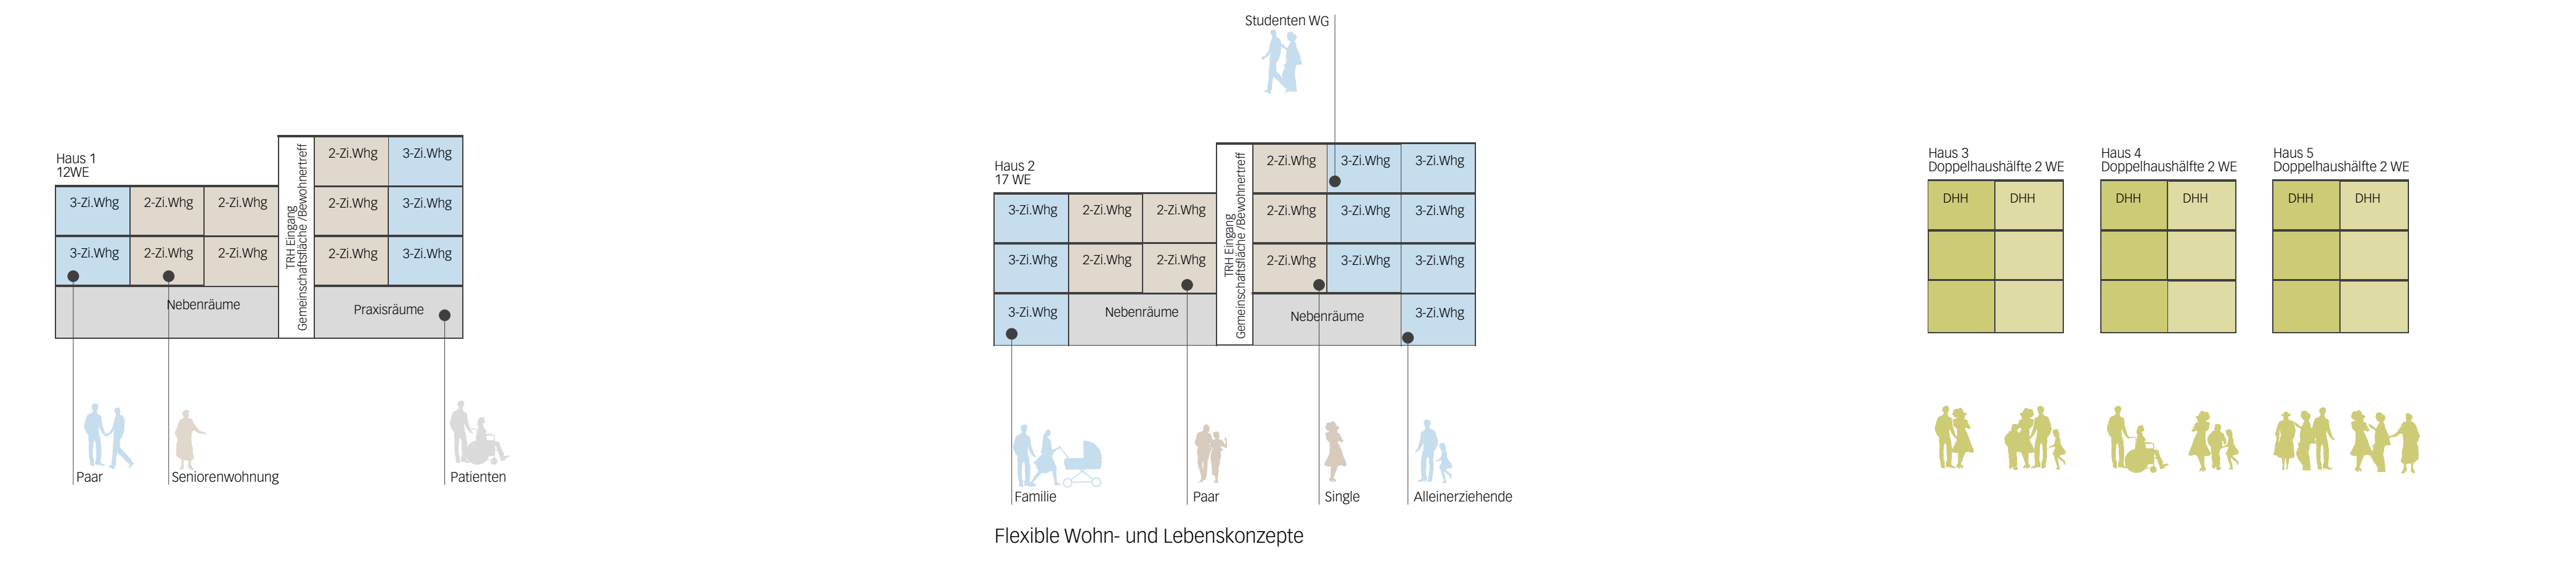 Haus 1
12WE
3-Zi.Whg
2-Zi.Whg
2-Zi.Whg
3-Zi.Whg
2-Zi.Whg
2-Zi.Whg
Nebenräume
TRH Eingang
Gemeinschaftsfläche /Bewohnertreff
2-Zi.Whg
3-Zi.Whg
2-Zi.Whg
3-Zi.Whg
2-Zi.Whg
3-Zi.Whg
Praxisräume
Paar
Seniorenwohnung
Patienten
Studenten WG
Haus 2
17 WE
3-Zi.Whg
2-Zi.Whg
2-Zi.Whg
3-Zi.Whg
2-Zi.Whg
2-Zi.Whg
3-Zi.Whg
Nebenräume
TRH Eingang
Gemeinschaftsfläche /Bewohnertreff
2-Zi.Whg
3-Zi.Whg
3-Zi.Whg
2-Zi.Whg
3-Zi.Whg
3-Zi.Whg
2-Zi.Whg
3-Zi.Whg
3-Zi.Whg
Nebenräume
3-Zi.Whg
Familie
Paar
Single
Alleinerziehende
Flexible Wohn- und Lebenskonzepte
Haus 3
Doppelhaushälfte 2 WE
DHH
DHH
Haus 4
Doppelhaushälfte 2 WE
DHH
DHH
Haus 5
Doppelhaushälfte 2 WE
DHH
DHH